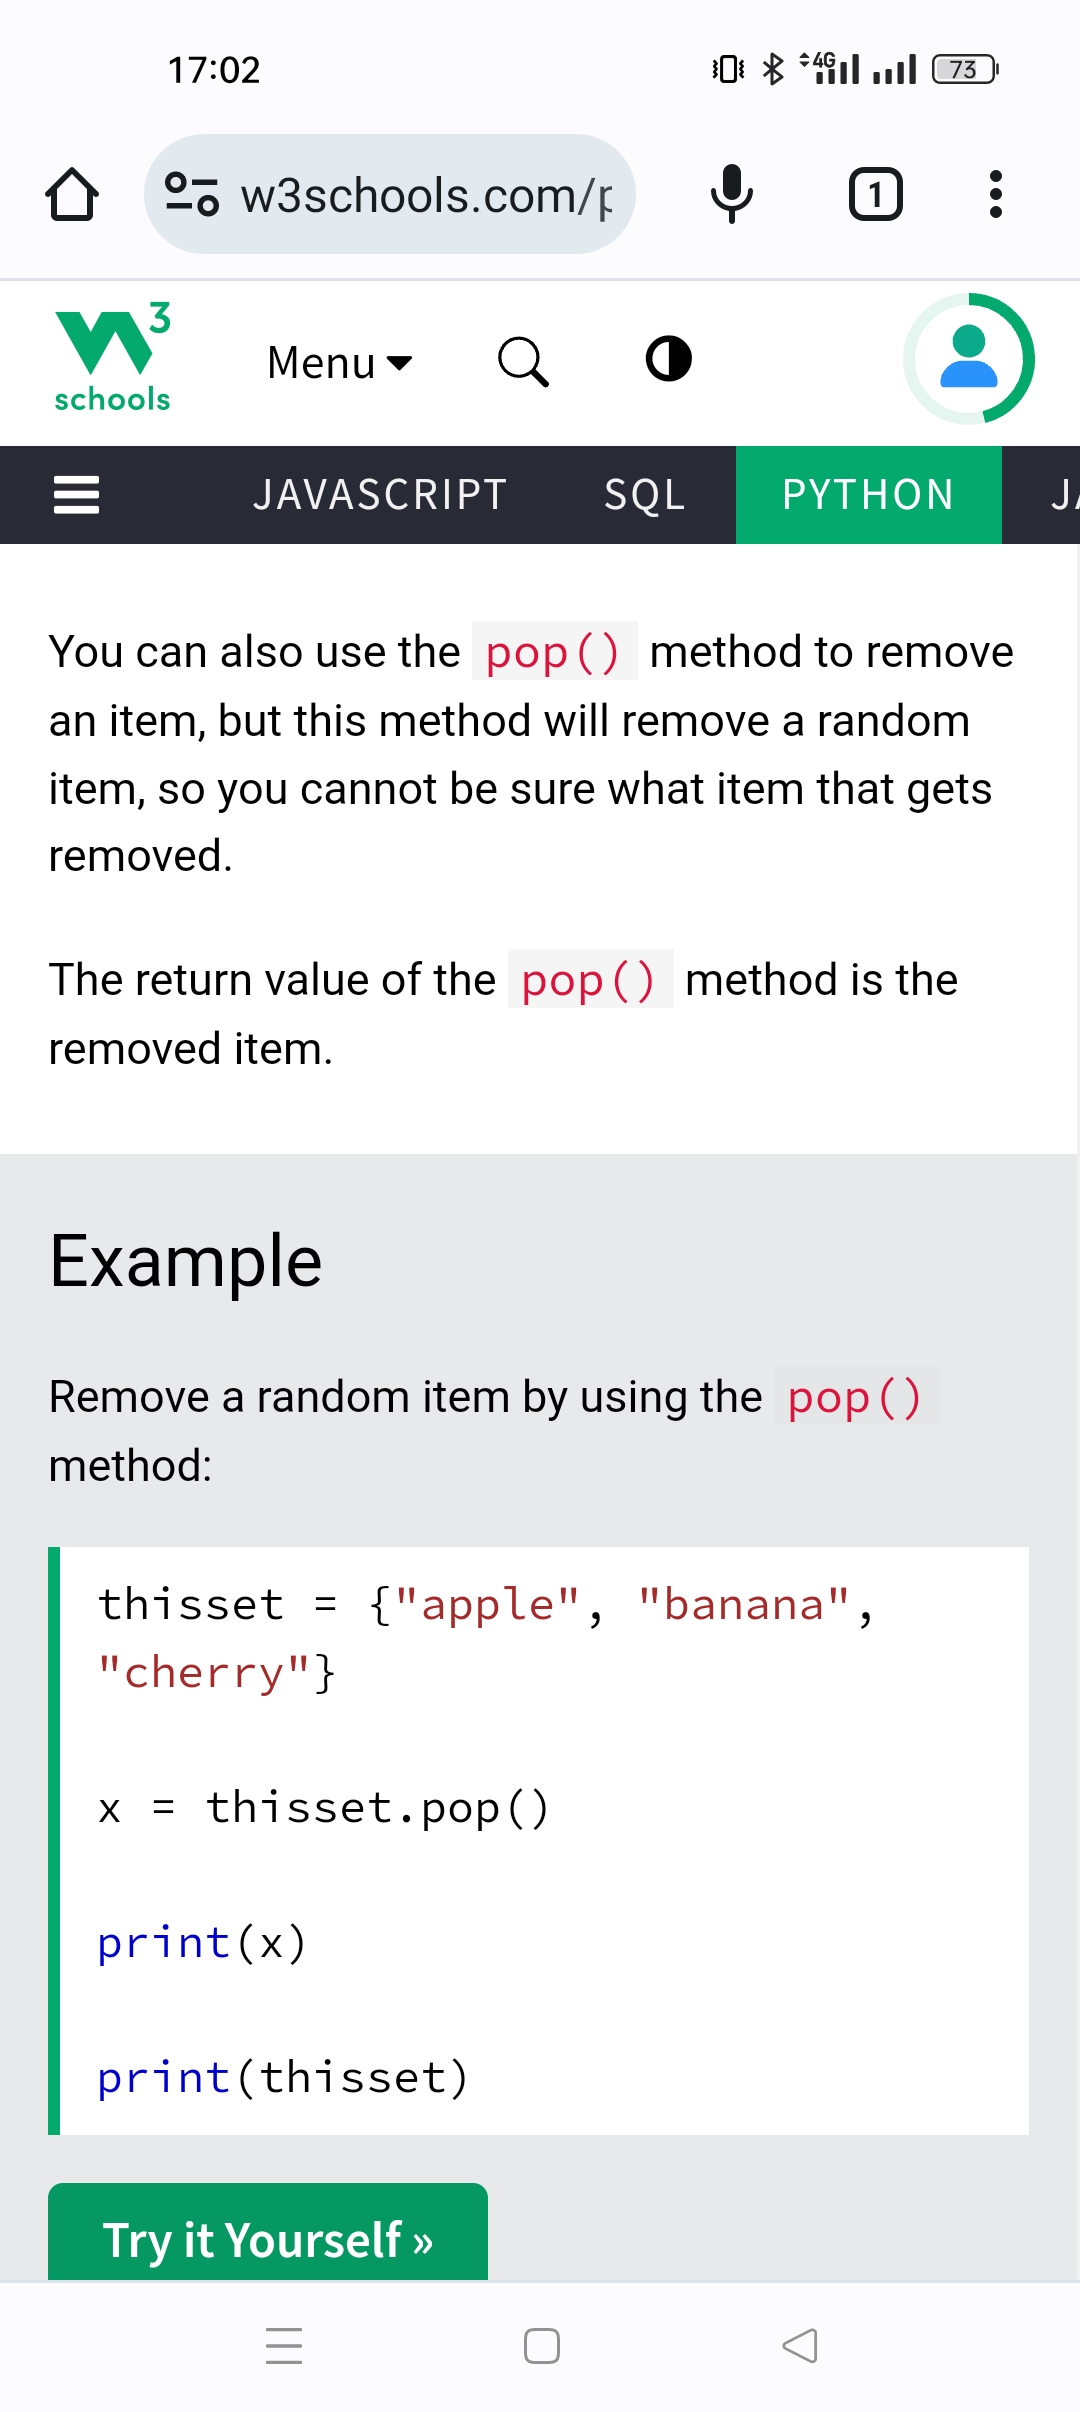 17:02
4G
73
w3schools.com/p
1
W3
schools
Menu
JAVASCRIPT SQL PYTHON JA
You can also use the pop() method to remove
an item, but this method will remove a random
item, so you cannot be sure what item that gets
removed.
The return value of the pop() method is the
removed item.
Example
Remove a random item by using the pop()
method:
thisset = {"apple", "banana",
"cherry"}
x = thisset.pop()
print(x)
print(thisset)
Try it Yourself »